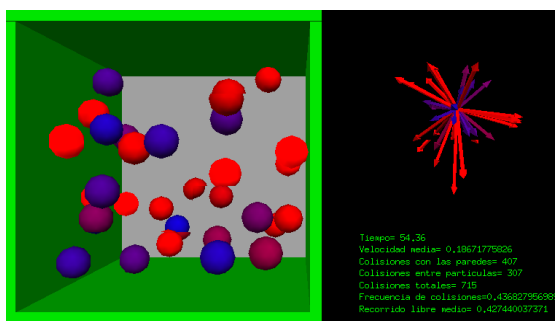 Tiempo= 54,36
Velocidad media= 0,18671775826
Colisiones con las paredes= 407
Colisiones entre particulas= 307
Colisiones totales= 715
Frecuencia de colisiones=0,43682795698
Recorrido libre medio= 0,427440037371